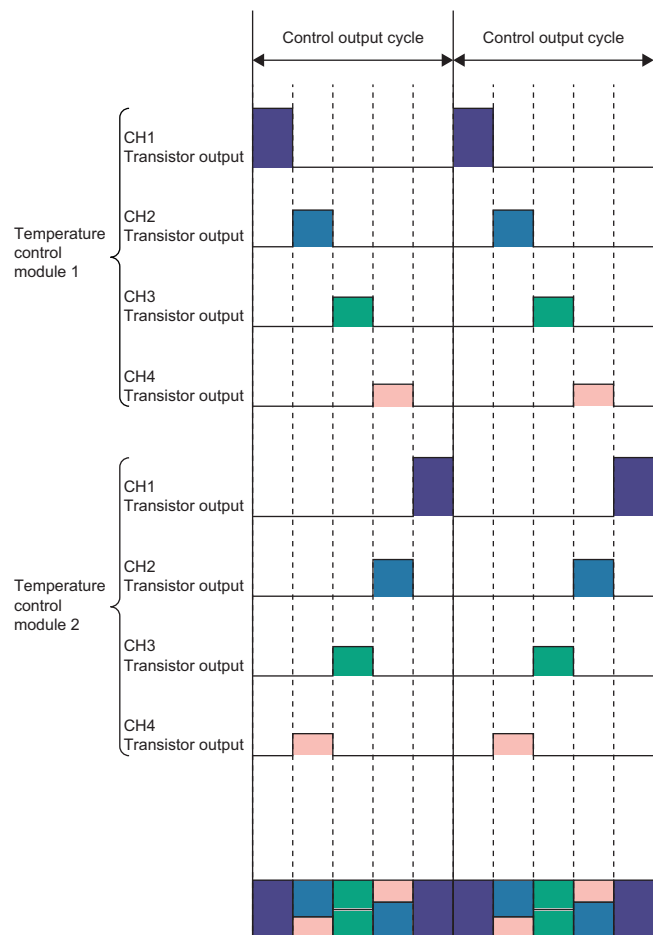 Control output cycle
Control output cycle
CH1
Transistor output
CH2
Transistor output
Temperature
control
module 1
CH3
Transistor output
CH4
Transistor output
CH1
Transistor output
CH2
Transistor output
Temperature
control
module 2
CH3
Transistor output
CH4
Transistor output